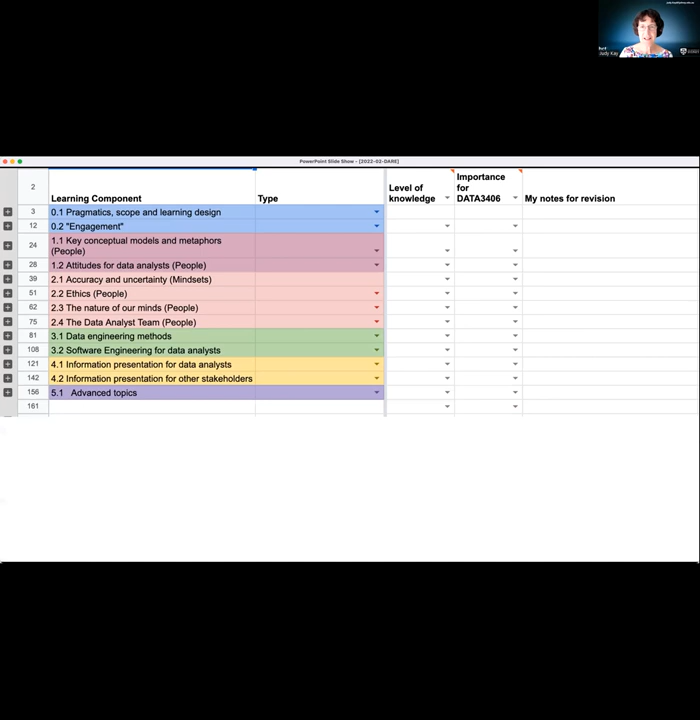 Judy Kay
PowerPoint Slide Show - [2022-02-DARE]
2 Learning Component Type Level of knowledge Importance for DATA3406 My notes for revision
3 0.1 Pragmatics, scope and learning design
12 0.2 "Engagement"
24 1.1 Key conceptual models and metaphors
(People)
28 1.2 Attitudes for data analysts (People)
39 2.1 Accuracy and uncertainty (Mindsets)
51 2.2 Ethics (People)
62 2.3 The nature of our minds (People)
75 2.4 The Data Analyst Team (People)
81 3.1 Data engineering methods
108 3.2 Software Engineering for data analysts
121 4.1 Information presentation for data analysts
142 4.2 Information presentation for other stakeholders
156 5.1 Advanced topics
161